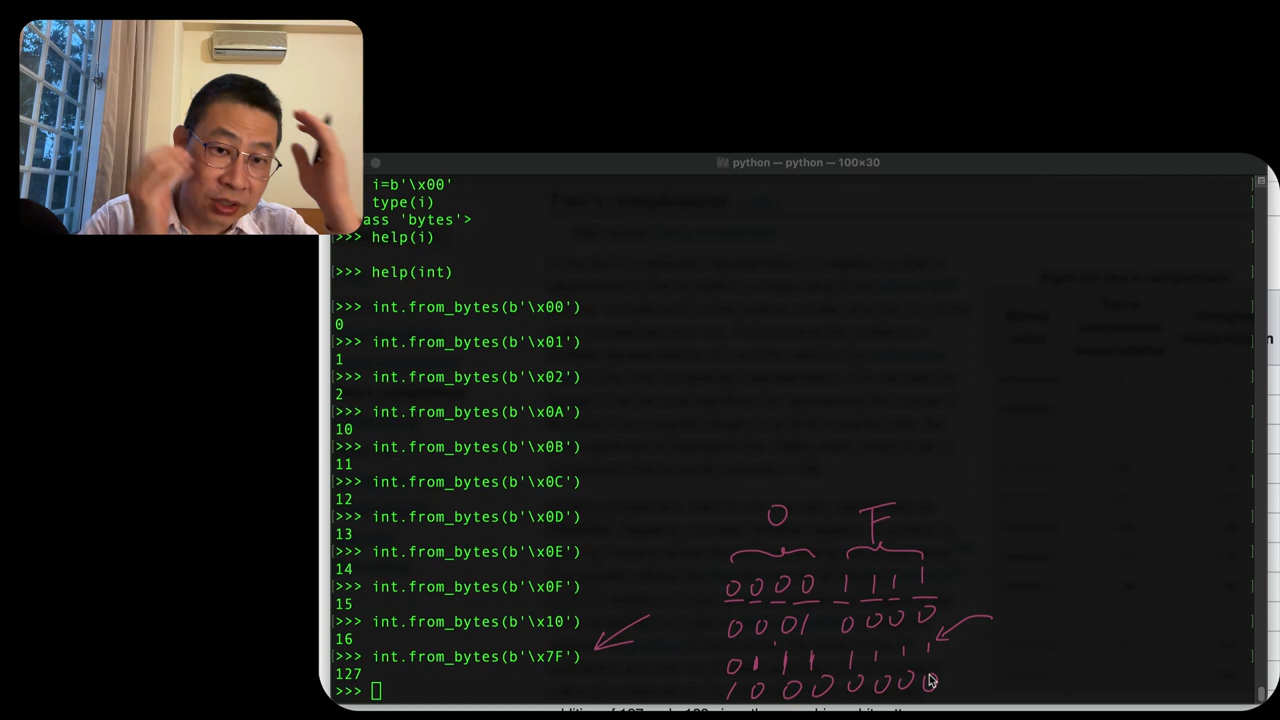 python — python — 100×30
i=b'\x00'
type(i)
ass 'bytes'>
>>> help(i)
>>> help(int)
>>> int.from_bytes(b'\x00')
0
>>> int.from_bytes(b'\x01')
1
>>> int.from_bytes(b'\x02')
2
>>> int.from_bytes(b'\x0A')
10
>>> int.from_bytes(b'\x0B')
11
>>> int.from_bytes(b'\x0C')
12
>>> int.from_bytes(b'\x0D')
13
>>> int.from_bytes(b'\x0E')
14
>>> int.from_bytes(b'\x0F')
15
>>> int.from_bytes(b'\x10')
16
>>> int.from_bytes(b'\x7F')
127
>>>
0 F
0000 1111
0001 0000
0111 1111
1000 0000